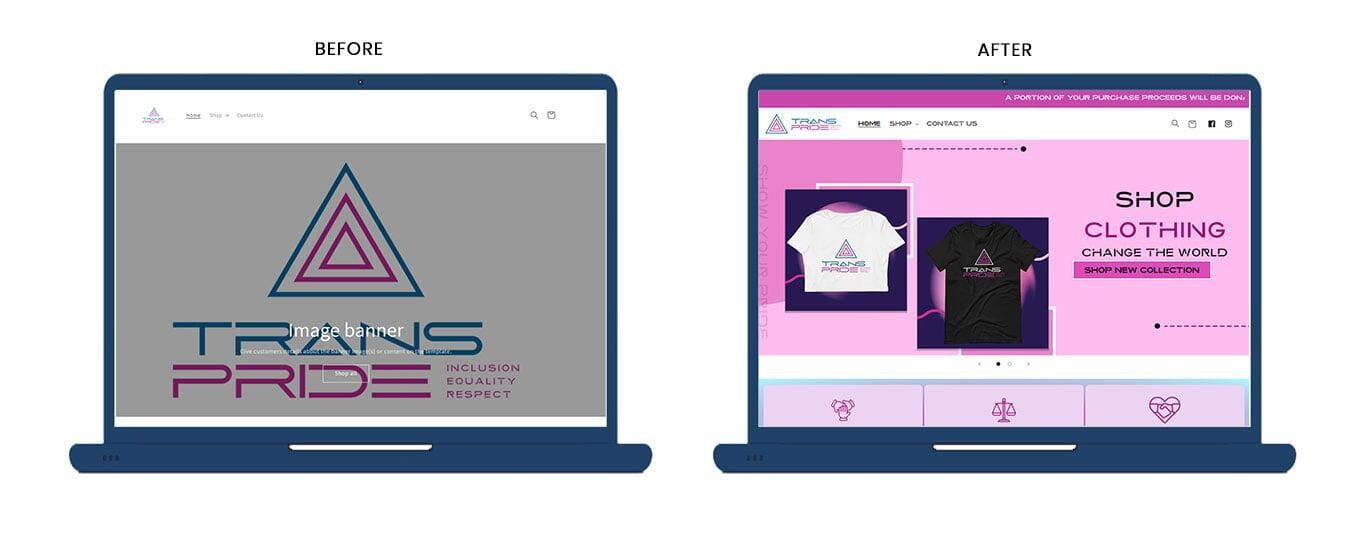 BEFORE
TRANS
PRIDE
Home Shop Contact Us
TRANS
Image banner
Give customers details about the banner image(s) or content on the template.
PRIDE
Shop all
INCLUSION
EQUALITY
RESPECT
AFTER
A PORTION OF YOUR PURCHASE PROCEEDS WILL BE DON
TRANS
PRIDE
HOME SHOP CONTACT US
SHOW YOUR PRIDE
TRANS
PRIDE
TRANS
PRIDE
SHOP
CLOTHING
CHANGE THE WORLD
SHOP NEW COLLECTION